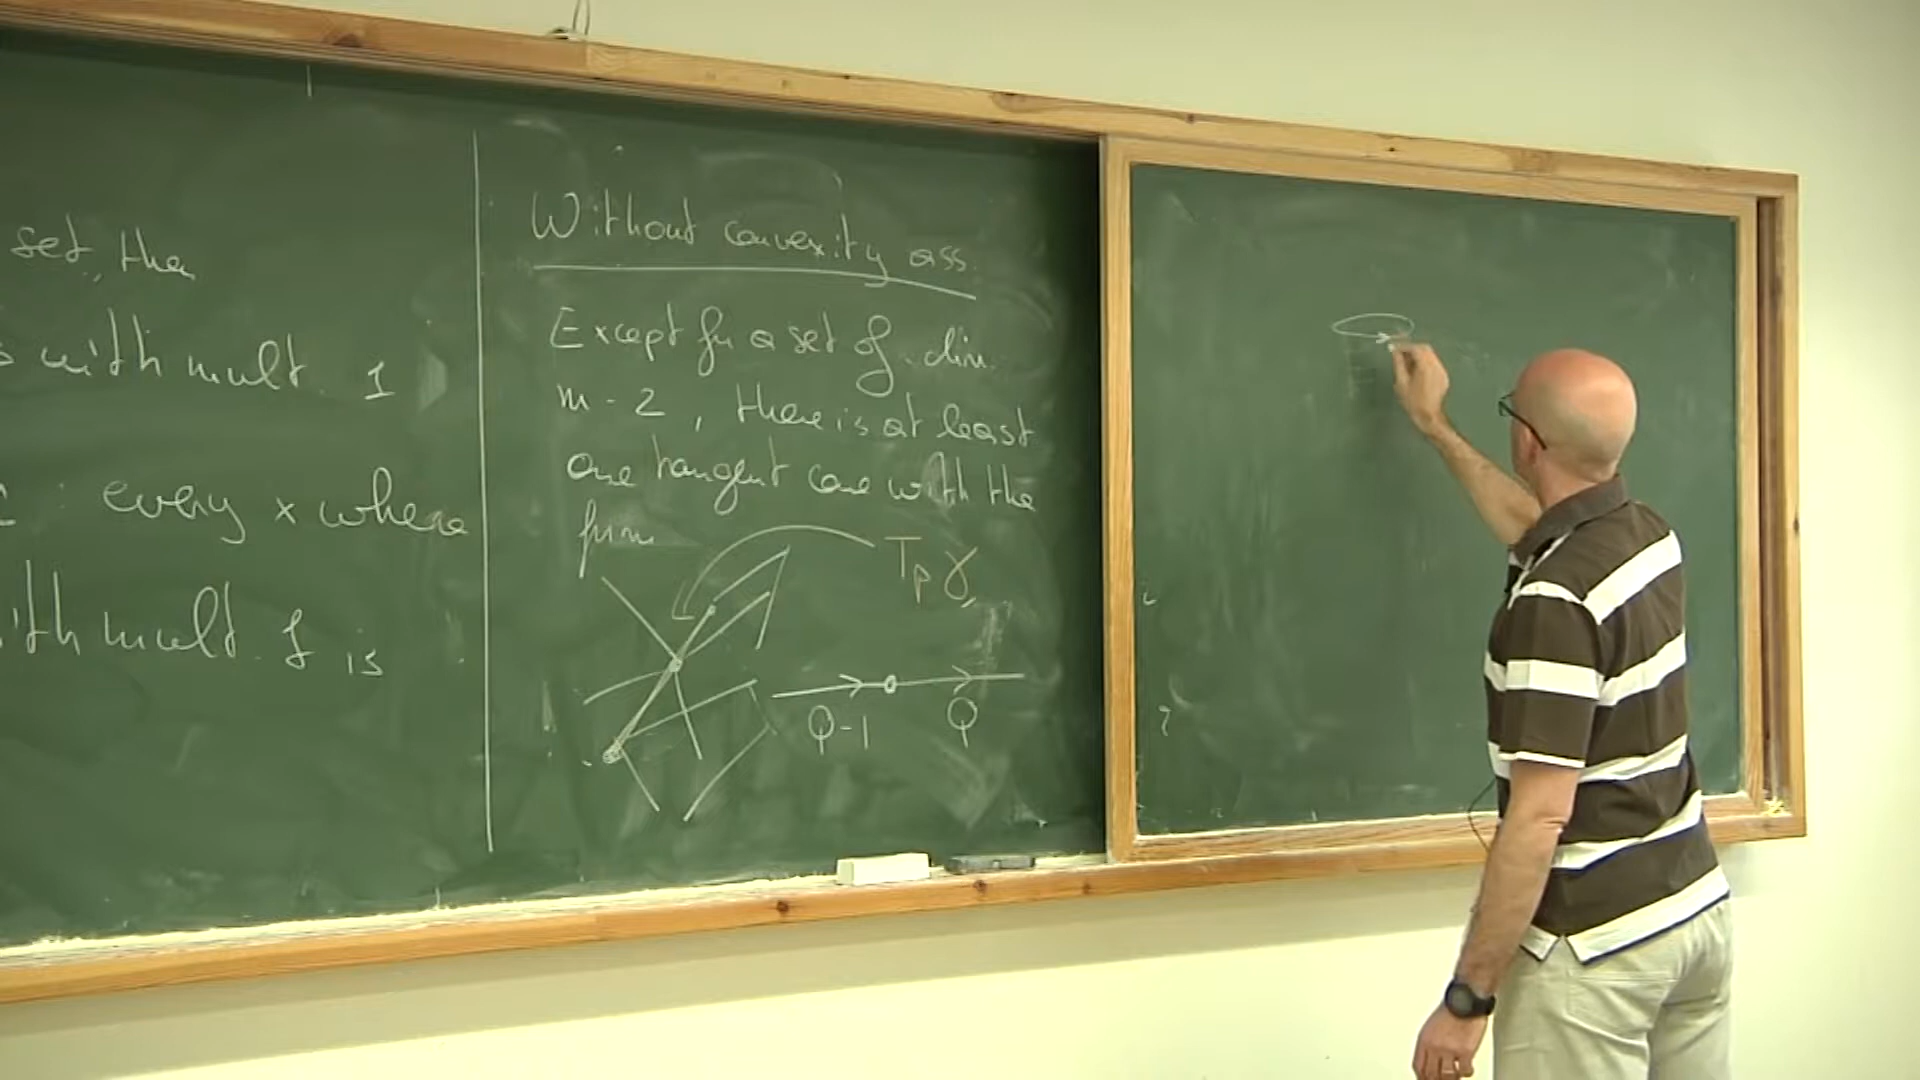 set, the
with mult. 1
: every x where
ith mult. 1 is
Without convexity ass.
Except for a set of dim.
m-2, there is at least
one tangent cone with the
form
Tp γ
Q-1 Q